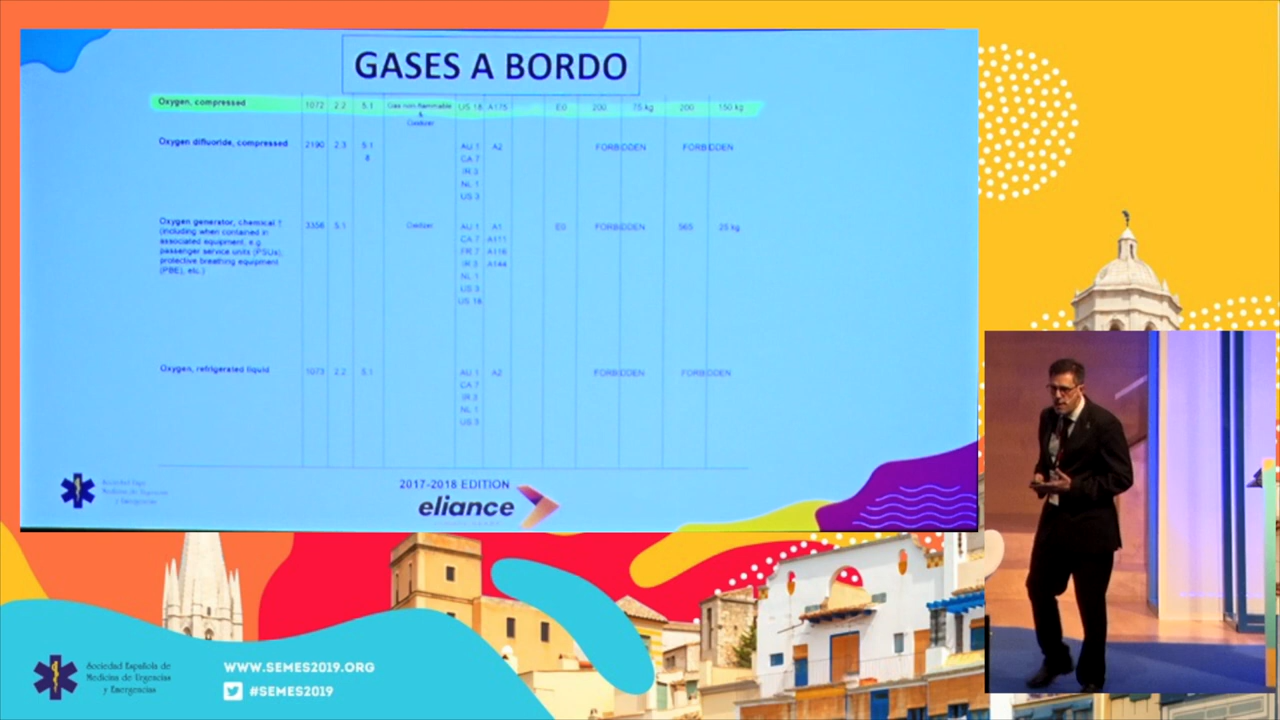 GASES A BORDO
Oxygen, compressed 1072 2.2 5.1 Gas non-flammable & Oxidizer US 18 A175 E0 200 75 kg 200 150 kg
Oxygen difluoride, compressed 2190 2.3 5.1 8 AU 1 CA 7 IR 3 NL 1 US 3 A2 FORBIDDEN FORBIDDEN
Oxygen generator, chemical † 3356 5.1 Oxidizer AU 1 A1 E0 FORBIDDEN 565 25 kg
(including when contained in CA 7 A111
associated equipment, e.g. FR 7 A116
passenger service units (PSUs), IR 3 A144
protective breathing equipment NL 1
(PBE), etc.) US 3
US 18
Oxygen, refrigerated liquid 1073 2.2 5.1 AU 1 CA 7 IR 3 NL 1 US 3 A2 FORBIDDEN FORBIDDEN
2017-2018 EDITION
eliance
Medicina de Urgencias
y Emergencias
Sociedad Española de
Medicina de Urgencias
y Emergencias
WWW.SEMES2019.ORG
#SEMES2019